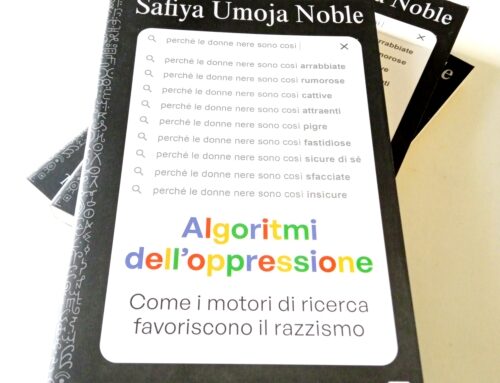 Safiya Umoja Noble
perché le donne nere sono così
perché le donne nere sono così arrabbiate
perché le donne nere sono così rumorose
perché le donne nere sono così cattive
perché le donne nere sono così attraenti
perché le donne nere sono così pigre
perché le donne nere sono così fastidiose
perché le donne nere sono così sicure di sé
perché le donne nere sono così sfacciate
perché le donne nere sono così insicure
Algoritmi
dell'oppressione
Come i motori di ricerca
favoriscono il razzismo
Noble
arrabbiate